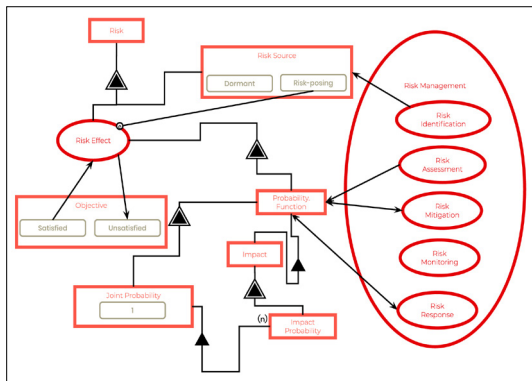 Risk
Risk Source
Dormont
Risk-posing
Risk Management
Risk
Identification
Risk Effect
Risk
Assessment
Objective
Satisfied
Unsatisfied
Probability,
Function
Risk
Mitigation
Impact
Risk
Monitoring
Joint Probability
1
(n)
Impact
Probability
Risk
Response